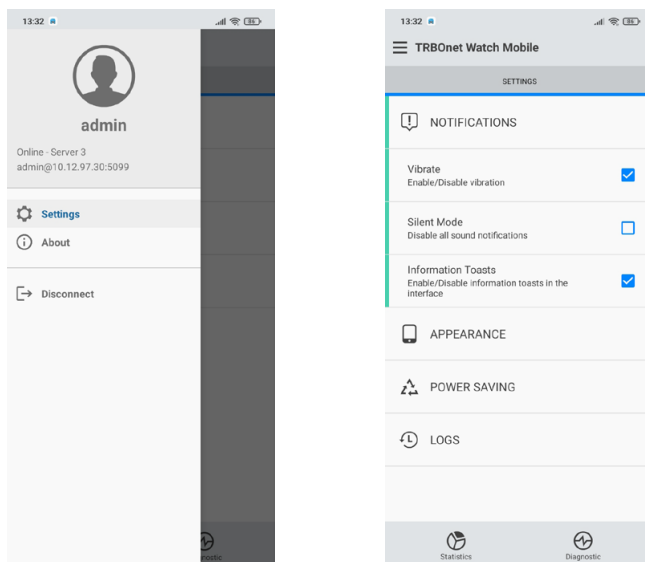 13:32
86
admin
Online - Server 3
admin@10.12.97.30:5099
Settings
About
Disconnect
13:32
86
TRBOnet Watch Mobile
SETTINGS
NOTIFICATIONS
Vibrate
Enable/Disable vibration
Silent Mode
Disable all sound notifications
Information Toasts
Enable/Disable information toasts in the
interface
APPEARANCE
POWER SAVING
LOGS
Statistics
Diagnostic